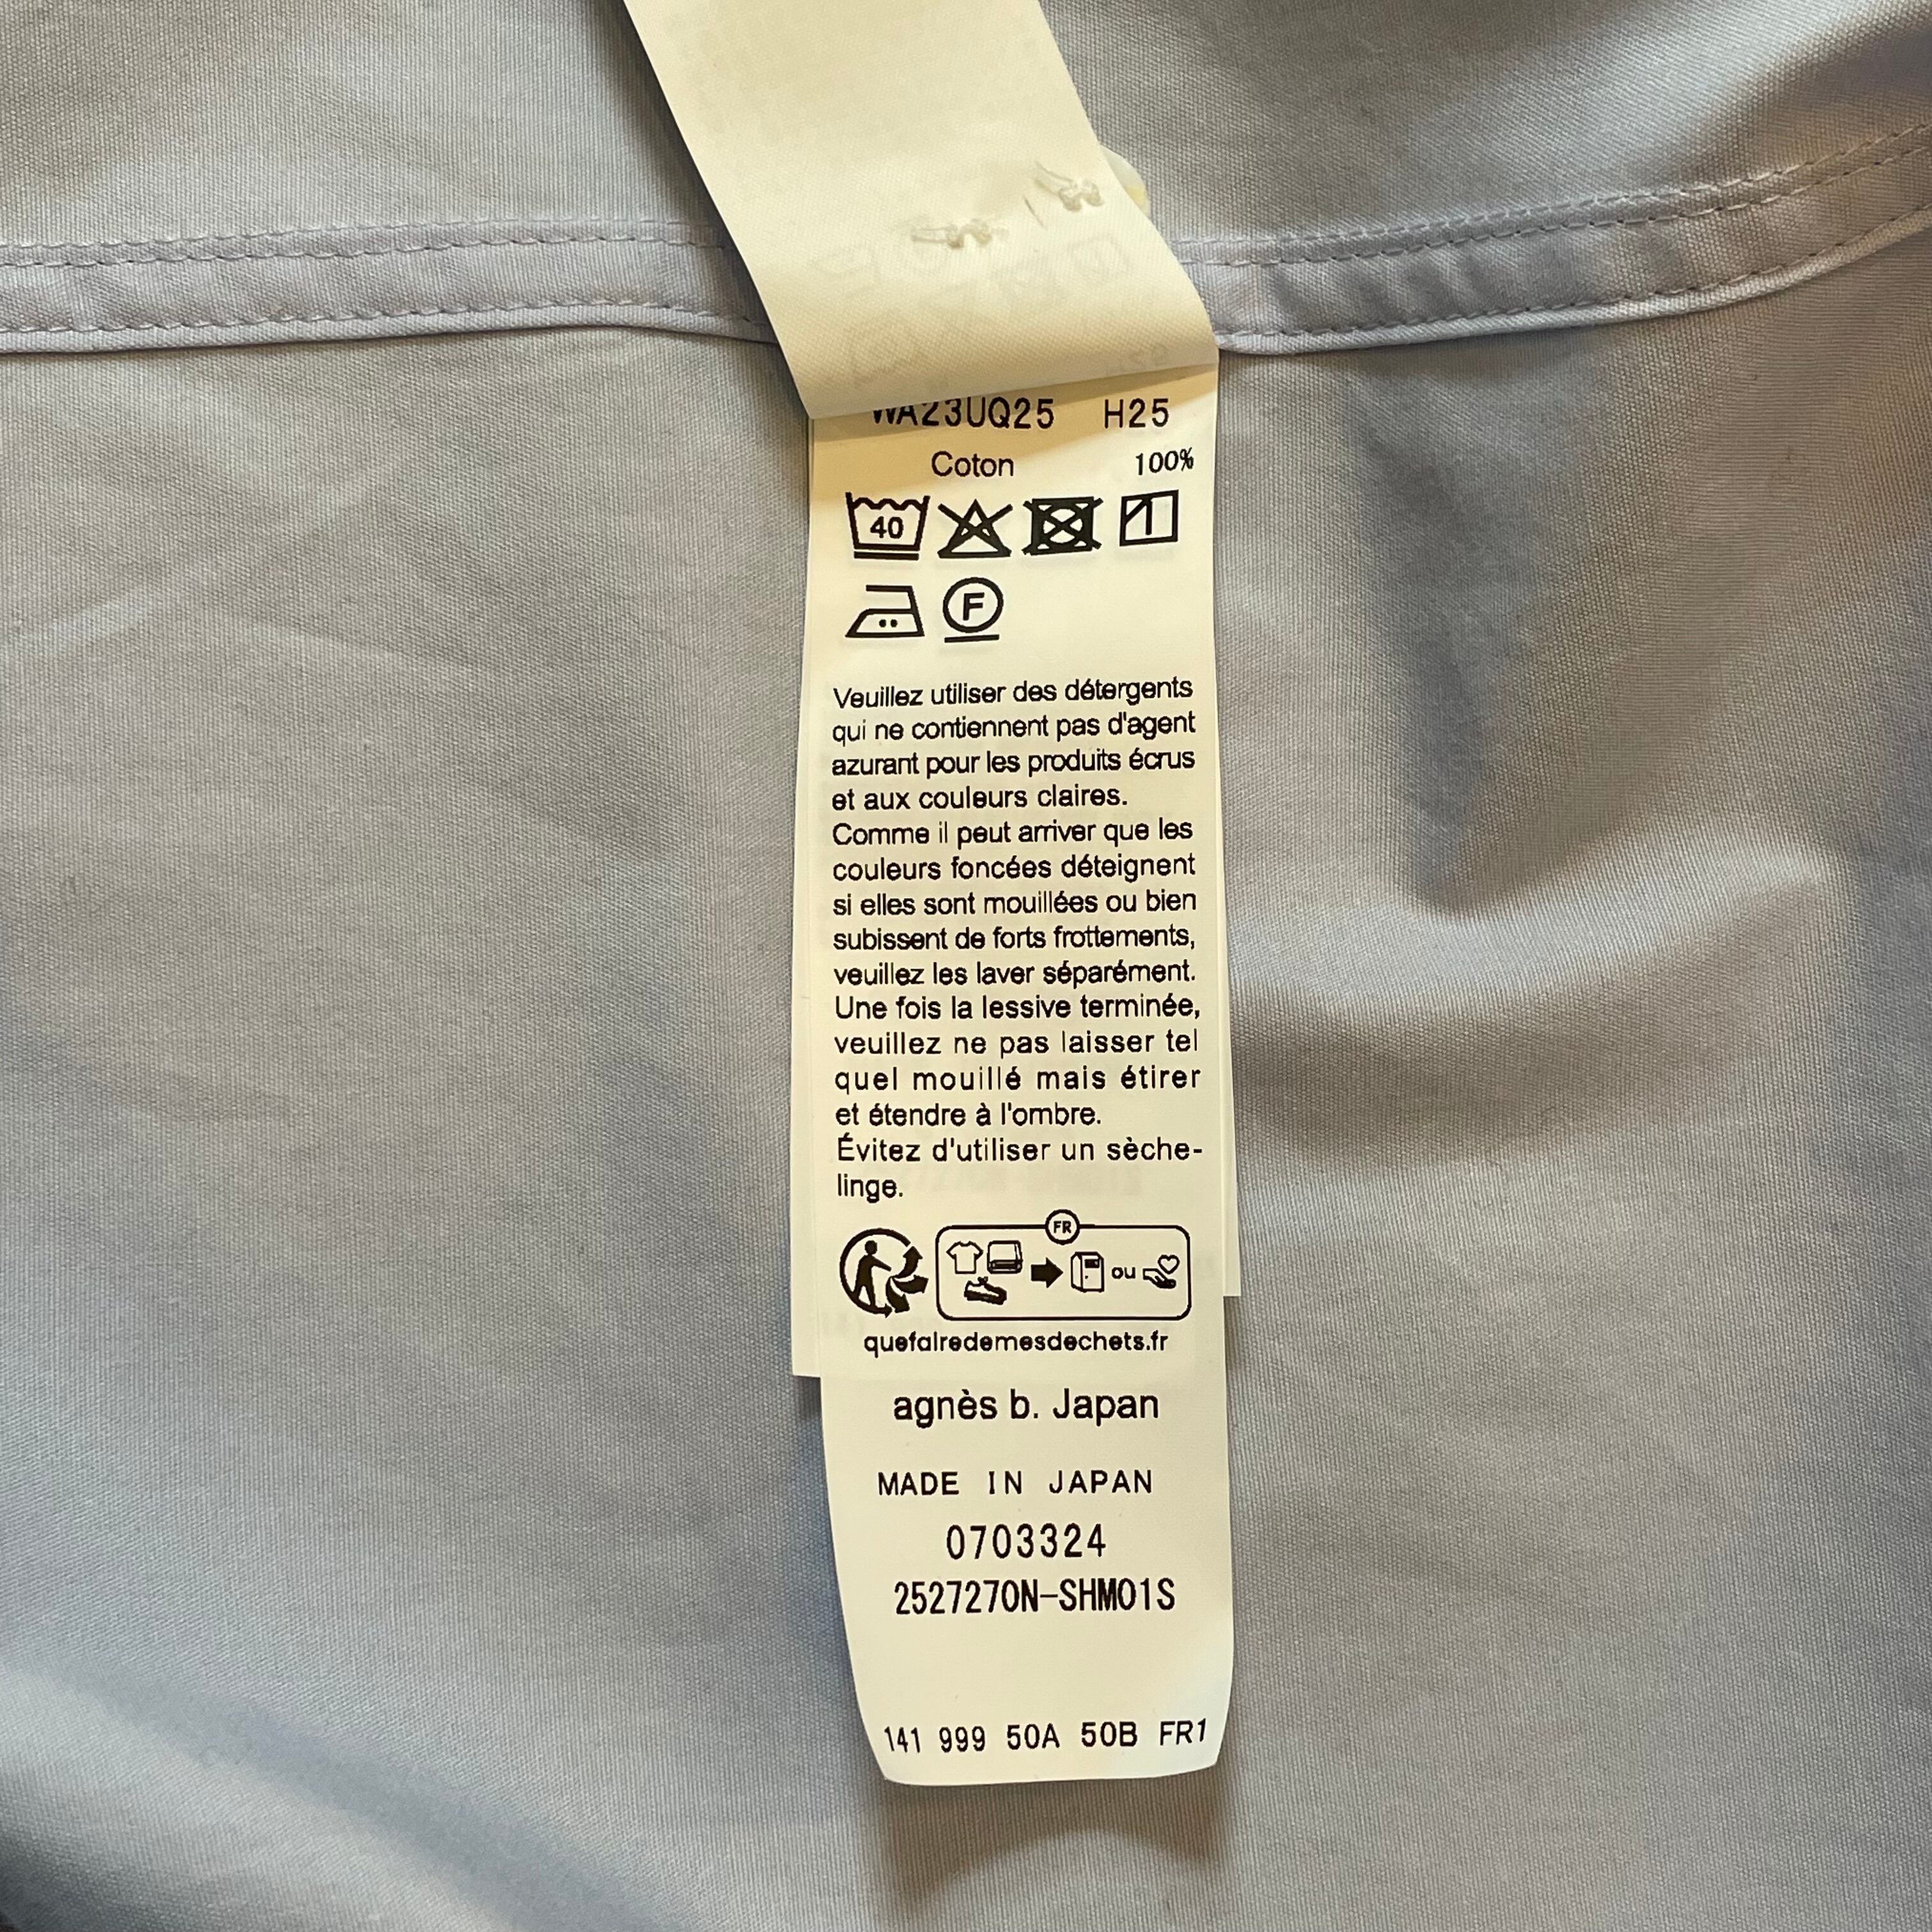 WA23UQ25 H25
Coton 100%
40
F
Veuillez utiliser des détergents
qui ne contiennent pas d'agent
azurant pour les produits écrus
et aux couleurs claires.
Comme il peut arriver que les
couleurs foncées déteignent
si elles sont mouillées ou bien
subissent de forts frottements,
veuillez les laver séparément.
Une fois la lessive terminée,
veuillez ne pas laisser tel
quel mouillé mais étirer
et étendre à l'ombre.
Évitez d'utiliser un sèche-
linge.
FR
ou
quefairedemesdechets.fr
agnès b. Japan
MADE IN JAPAN
0703324
2527270N-SHM01S
141 999 50A 50B FR1